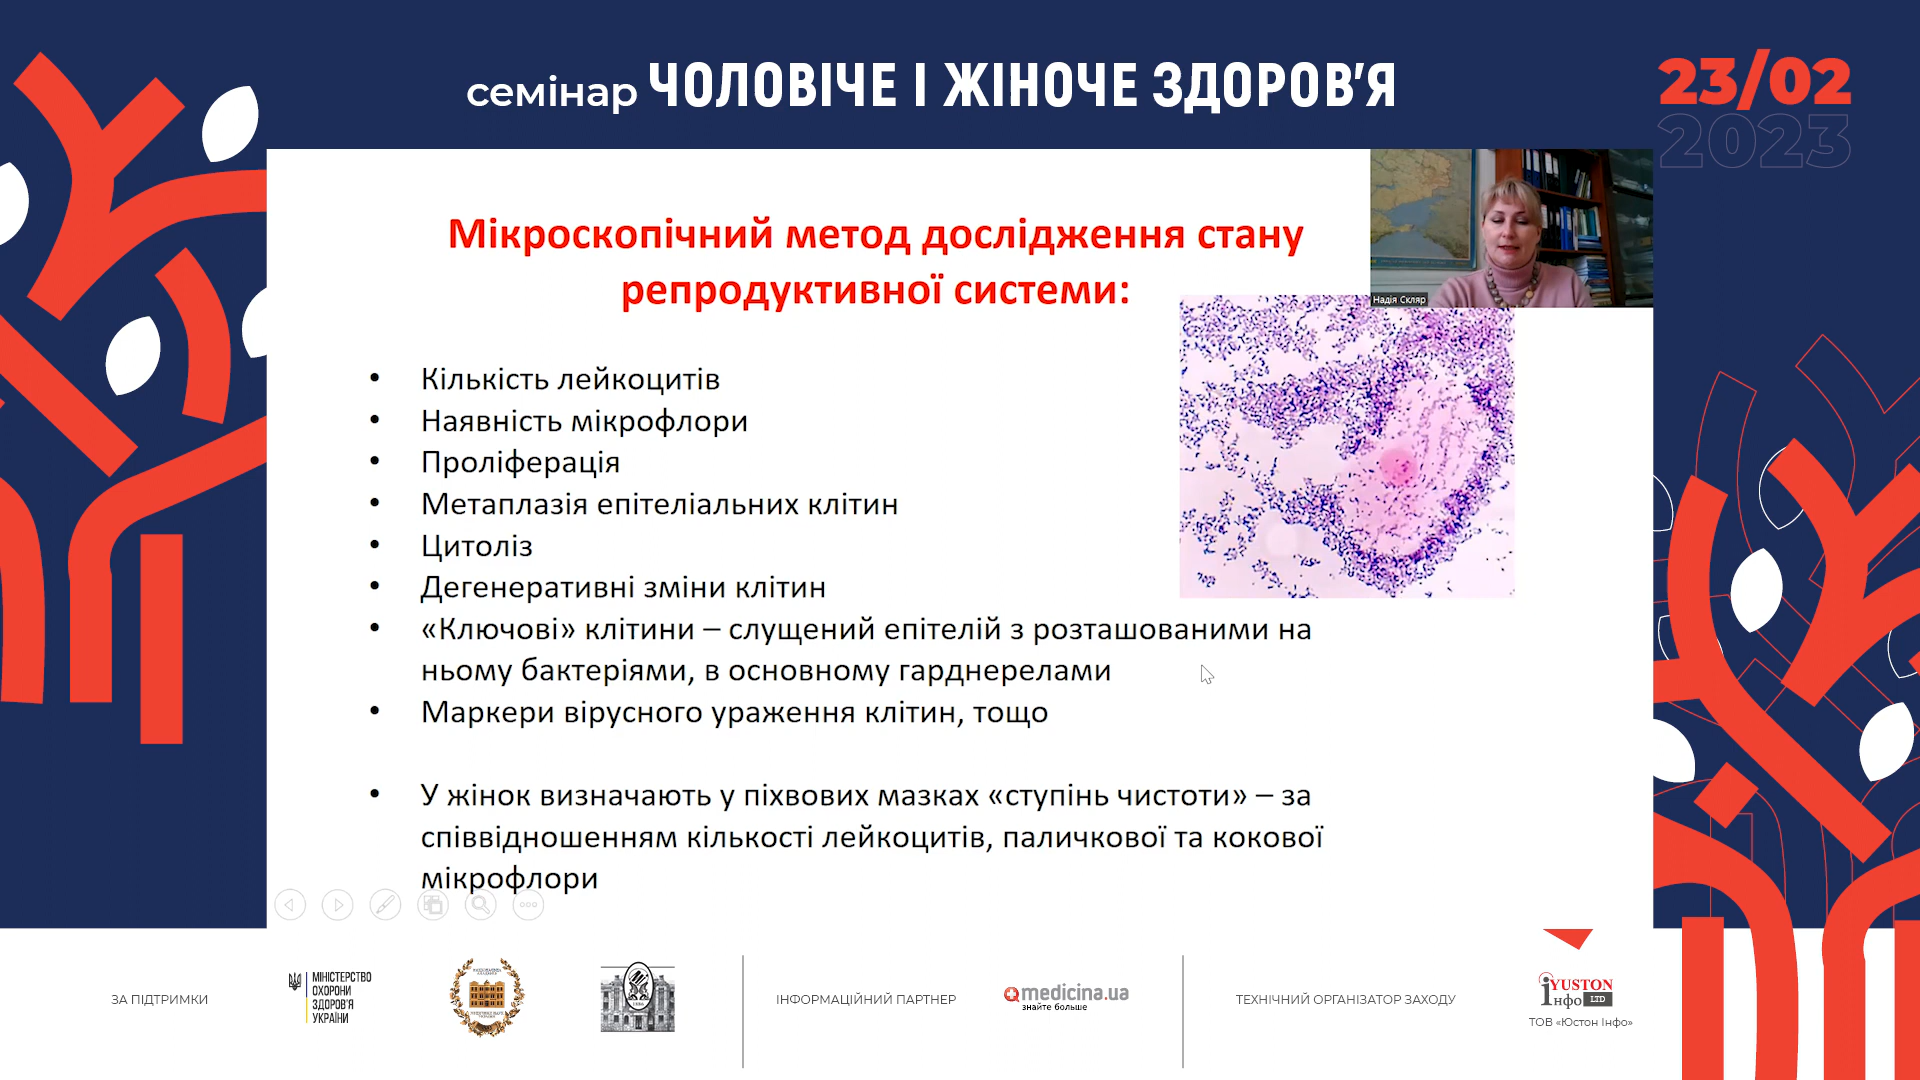 семінар ЧОЛОВІЧЕ І ЖІНОЧЕ ЗДОРОВ'Я
23/02
2023
Мікроскопічний метод дослідження стану
репродуктивної системи:
Надія Скляр
• Кількість лейкоцитів
• Наявність мікрофлори
• Проліферація
• Метаплазія епітеліальних клітин
• Цитоліз
• Дегенеративні зміни клітин
• «Ключові» клітини – слущений епітелій з розташованими на
ньому бактеріями, в основному гарднерелами
• Маркери вірусного ураження клітин, тощо
• У жінок визначають у піхвових мазках «ступінь чистоти» – за
співвідношенням кількості лейкоцитів, паличкової та кокової
мікрофлори
ЗА ПІДТРИМКИ
МІНІСТЕРСТВО
ОХОРОНИ
ЗДОРОВ'Я
УКРАЇНИ
ІНФОРМАЦІЙНИЙ ПАРТНЕР
medicina.ua
знайте больше
ТЕХНІЧНИЙ ОРГАНІЗАТОР ЗАХОДУ
iYUSTON
Інфо LTD
ТОВ «Юстон Інфо»